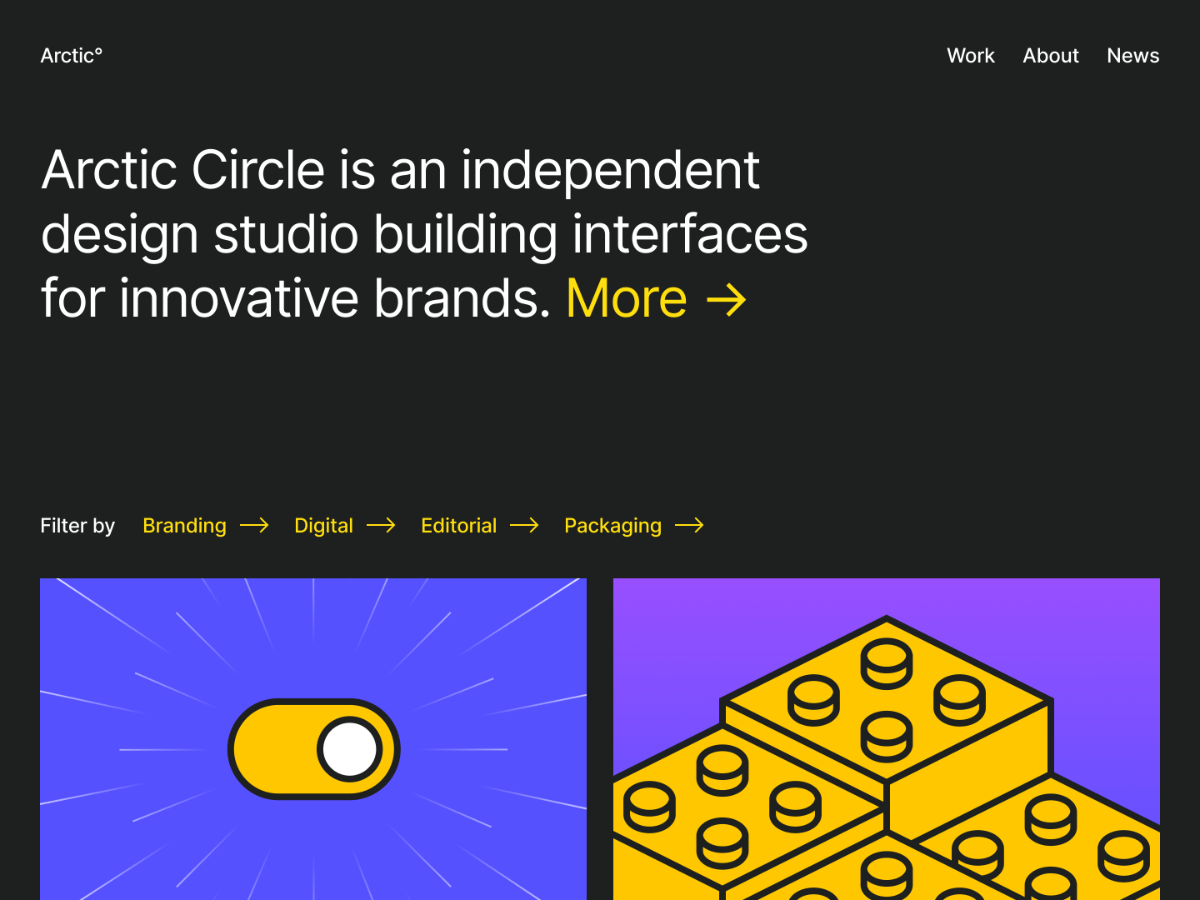 Arctic°
Work About News
Arctic Circle is an independent
design studio building interfaces
for innovative brands. More →
Filter by Branding → Digital → Editorial → Packaging →